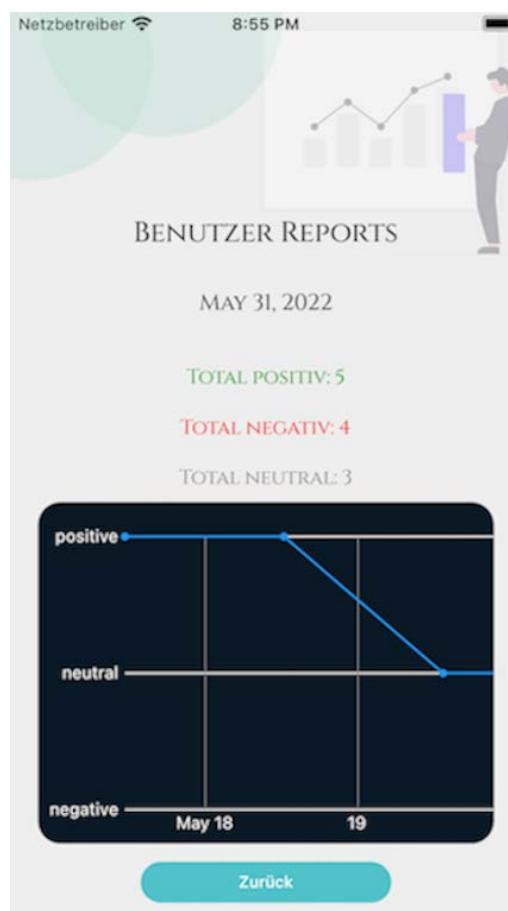 Netzbetreiber 8:55 PM
Benutzer Reports
May 31, 2022
Total positiv: 5
Total negativ: 4
Total neutral: 3
positive
neutral
negative
May 18 19
Zurück